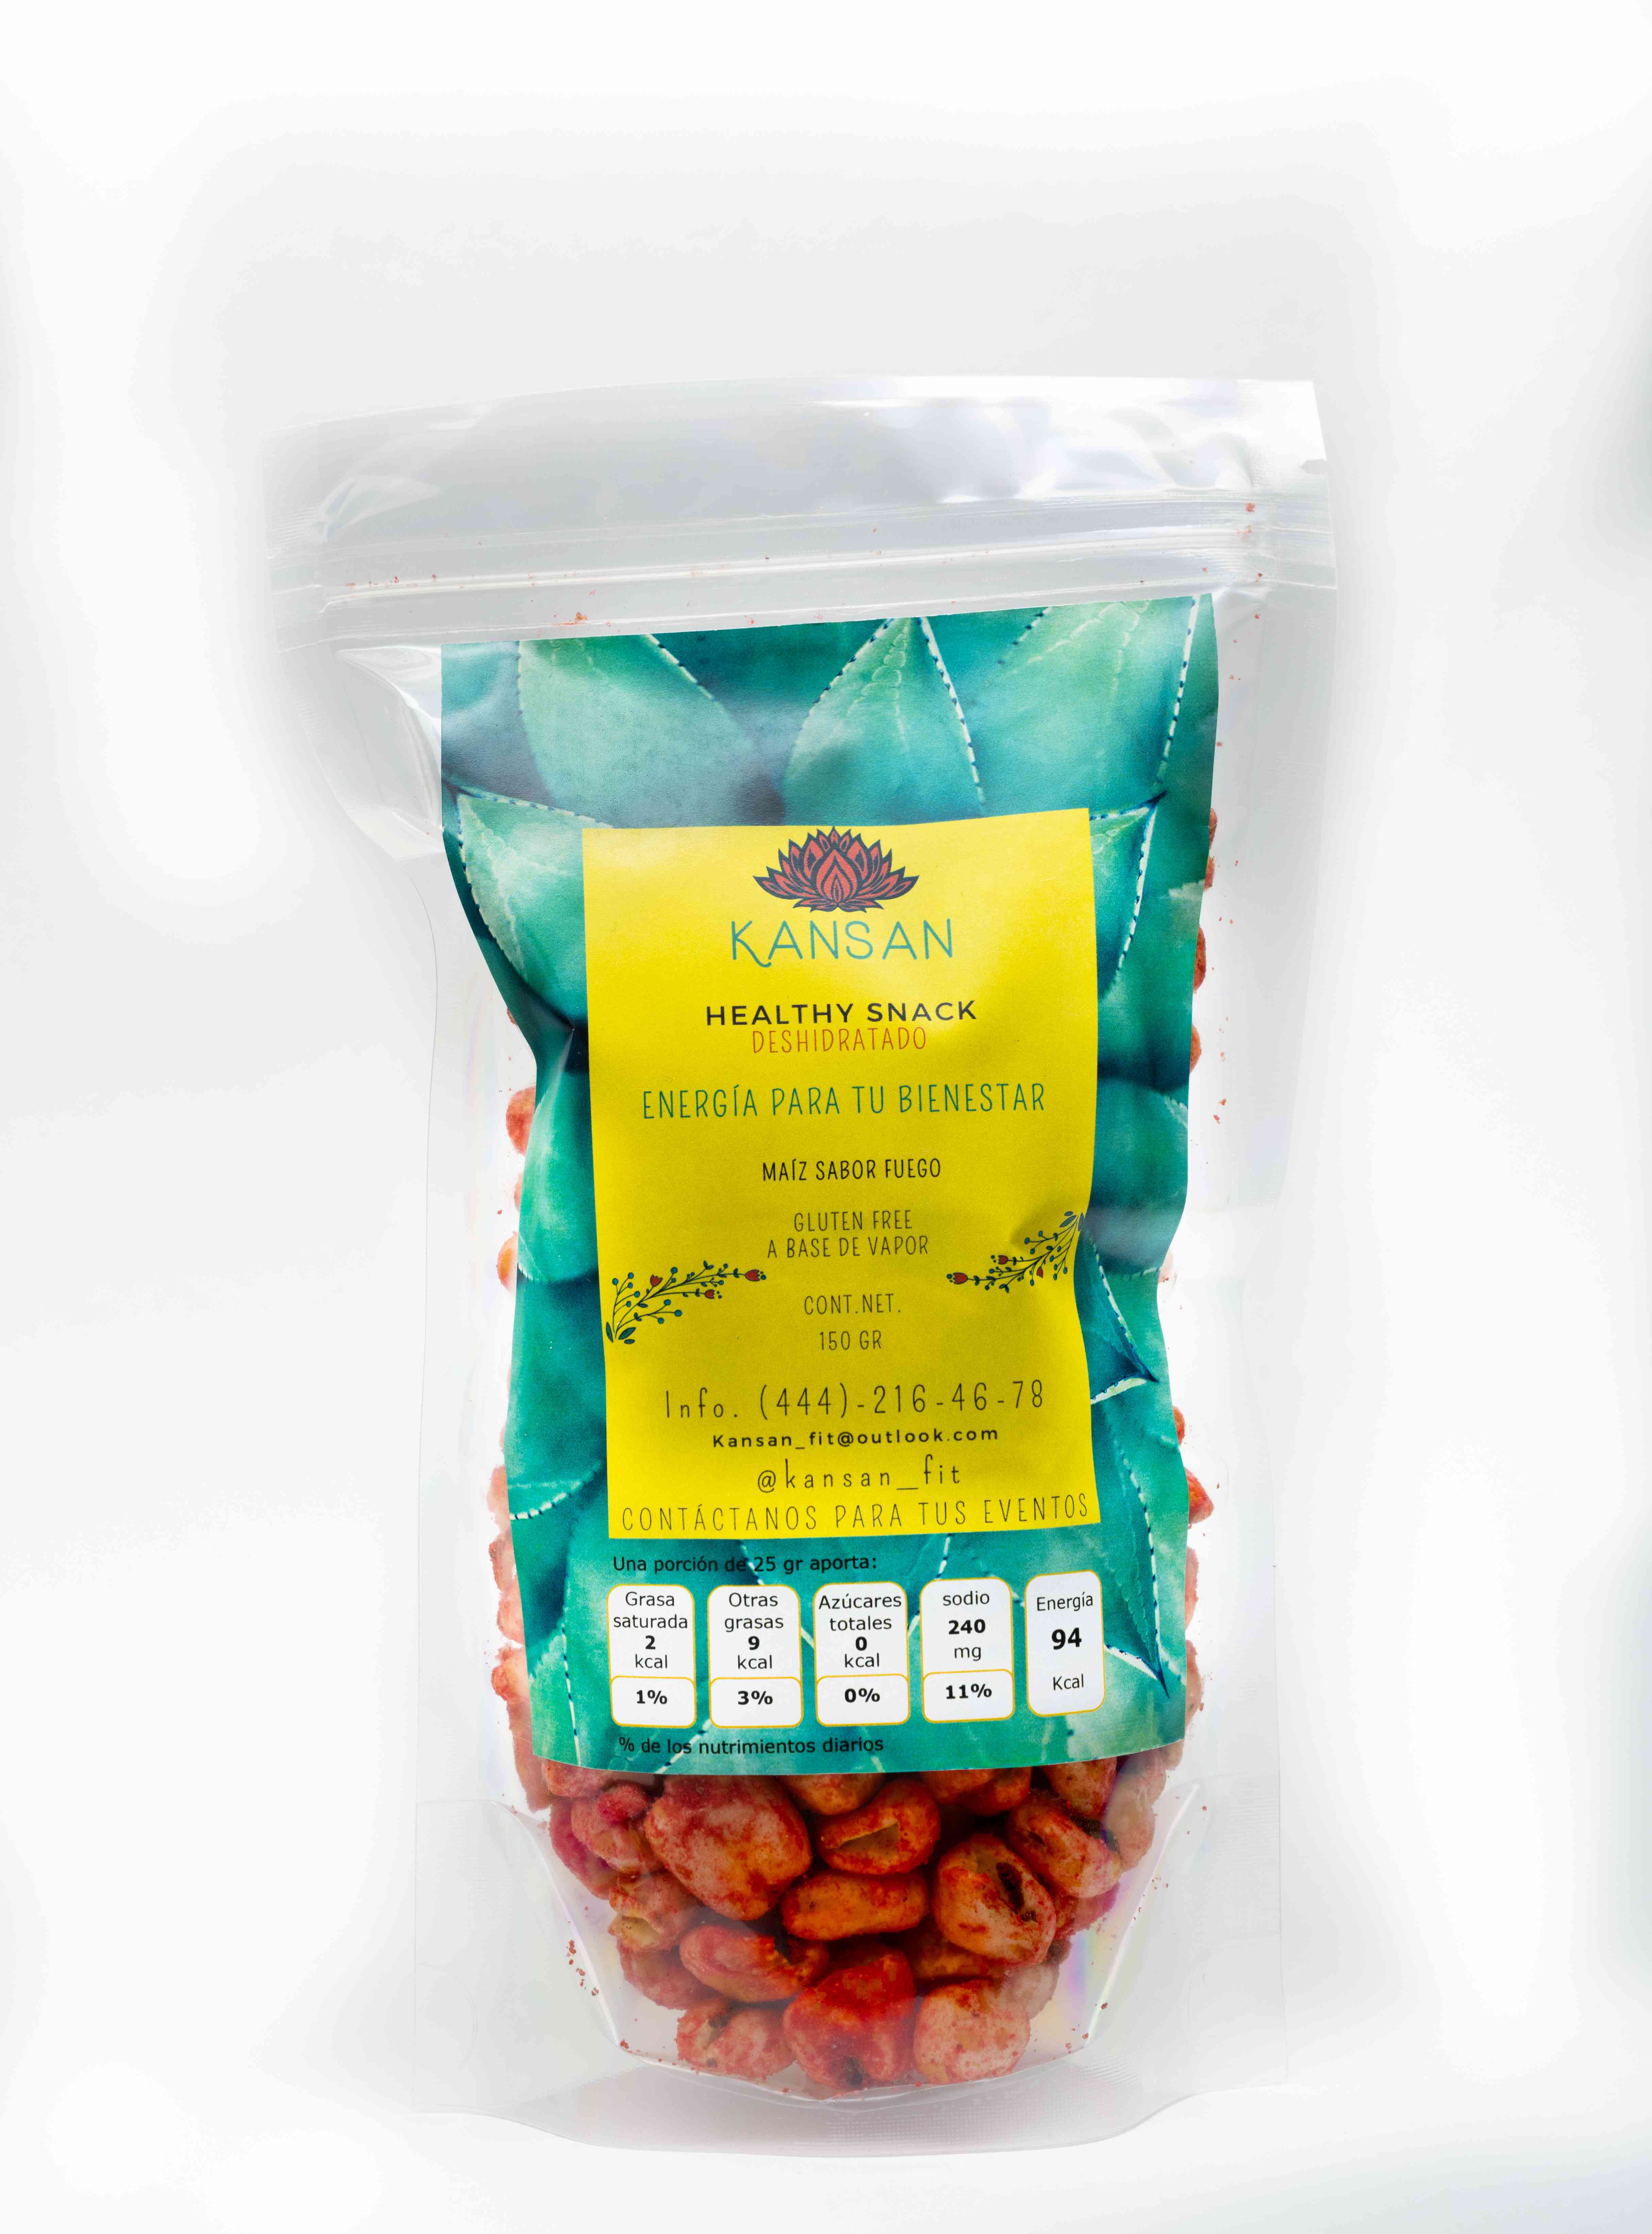 KANSAN
HEALTHY SNACK
DESHIDRATADO
ENERGÍA PARA TU BIENESTAR
MAÍZ SABOR FUEGO
GLUTEN FREE
A BASE DE VAPOR
CONT.NET.
150 GR
Info. (444)-216-46-78
Kansan_fit@outlook.com
@kansan_fit
CONTÁCTANOS PARA TUS EVENTOS
Una porción de 25 gr aporta:
Grasa saturada
2
kcal
1%
Otras grasas
9
kcal
3%
Azúcares totales
0
kcal
0%
sodio
240
mg
11%
Energía
94
Kcal
% de los nutrimientos diarios